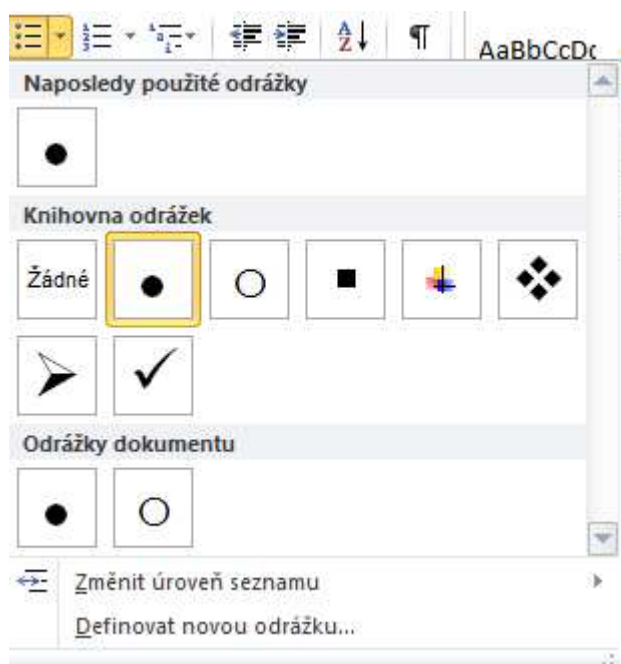 AaBbCcDc
Naposledy použité odrážky
Knihovna odrážek
Žádné
Odrážky dokumentu
Změnit úroveň seznamu
Definovat novou odrážku...